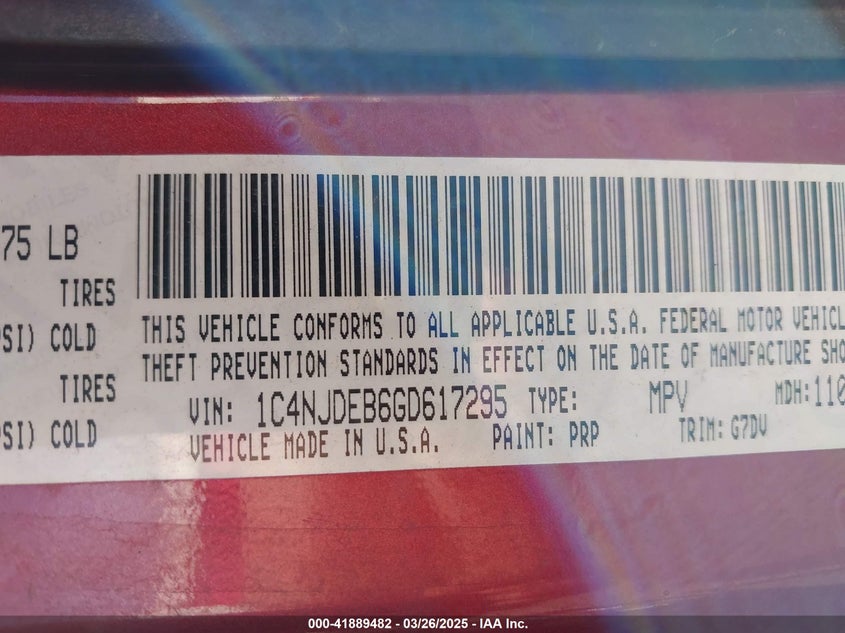 75 LB
TIRES
PSI) COLD
TIRES
PSI) COLD
THIS VEHICLE CONFORMS TO ALL APPLICABLE U.S.A. FEDERAL MOTOR VEHICL
THEFT PREVENTION STANDARDS IN EFFECT ON THE DATE OF MANUFACTURE SHO
VIN: 1C4NJDEB6GD617295 TYPE: MPV MDH: 110
VEHICLE MADE IN U.S.A. PAINT: PRP TRIM: G7DV
000-41889482 - 03/26/2025 - IAA Inc.